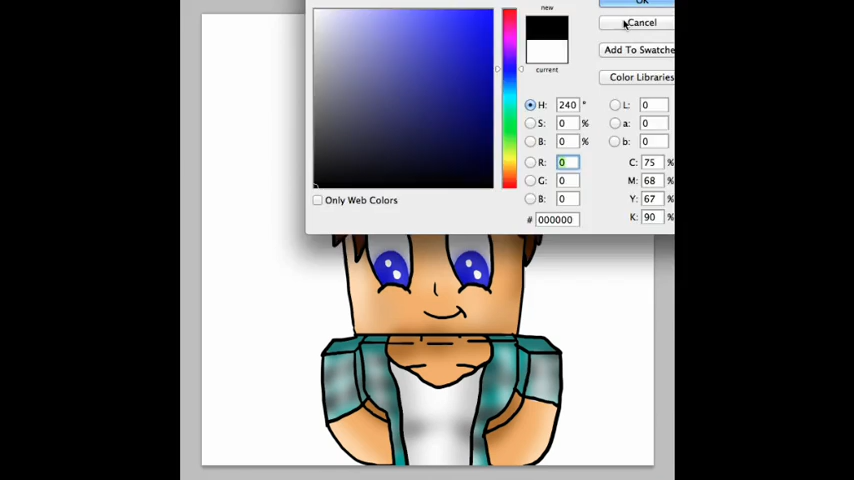 new
OK
Cancel
Add To Swatche
current
Color Libraries
H: 240 °
L: 0
S: 0 %
a: 0
B: 0 %
b: 0
R: 0
C: 75 %
G: 0
M: 68 %
B: 0
Y: 67 %
Only Web Colors
# 000000
K: 90 %